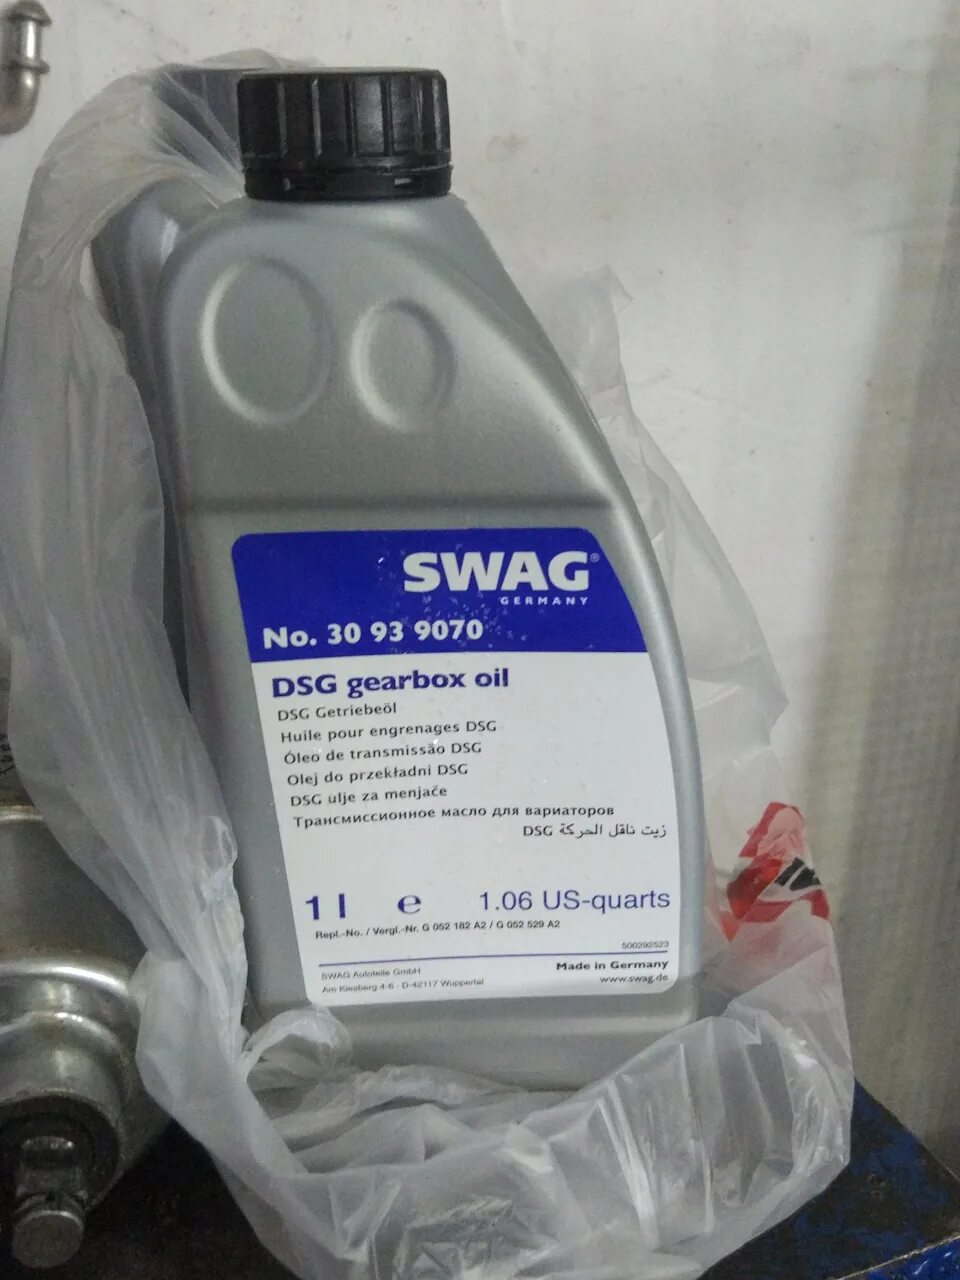 SWAG®
GERMANY
No. 30 93 9070
DSG gearbox oil
DSG Getriebeöl
Huile pour engrenages DSG
Óleo de transmissão DSG
Olej do przekładni DSG
DSG ulje za menjače
Трансмиссионное масло для вариаторов
زيت ناقل الحركة DSG
1 l ℮ 1.06 US-quarts
Repl.-No. / Vergl.-Nr. G 052 182 A2 / G 052 529 A2
500292523
SWAG Autoteile GmbH Made in Germany
Am Kiesberg 4-6 · D-42117 Wuppertal www.swag.de